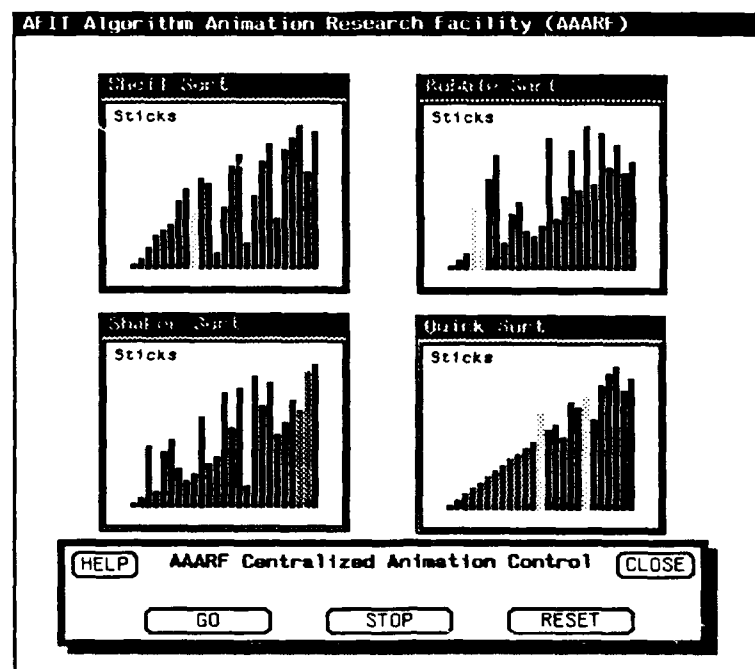 AFIT Algorithm Animation Research Facility (AAARF)
Shell Sort
Sticks
Bubble Sort
Sticks
Shaker Sort
Sticks
Quick Sort
Sticks
HELP AAARF Centralized Animation Control CLOSE
GO STOP RESET